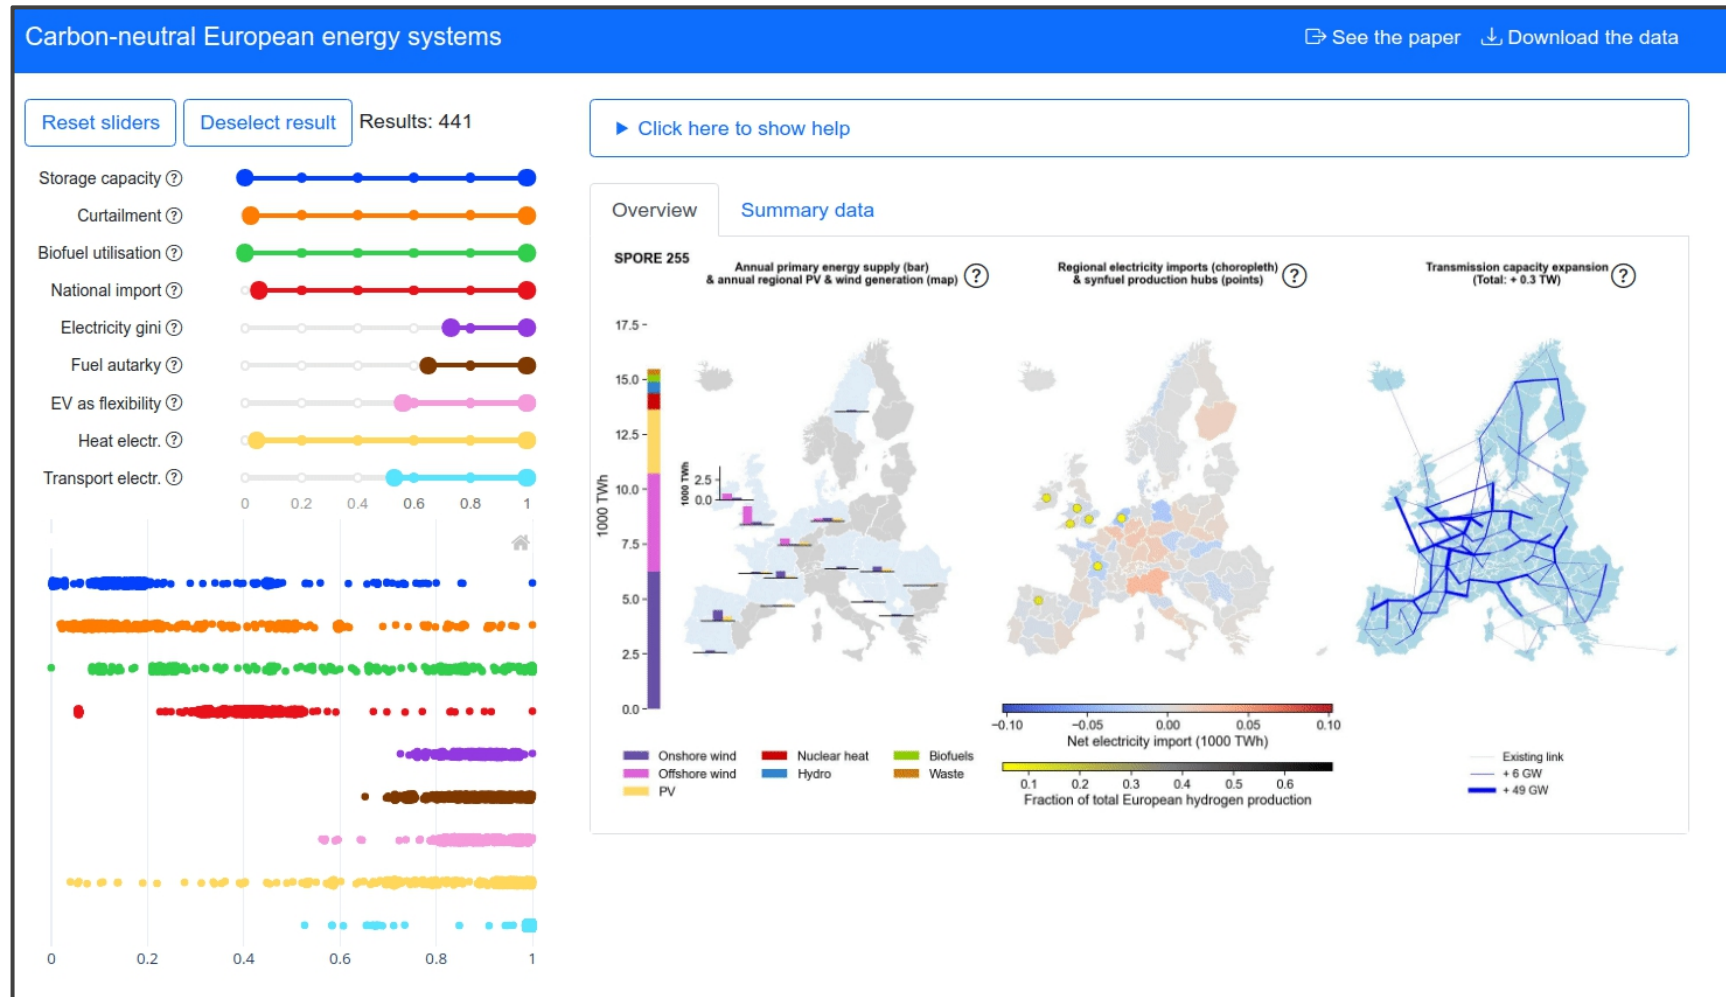 Carbon-neutral European energy systems
See the paper
Download the data
Reset sliders
Deselect result
Results: 441
Storage capacity ?
Curtailment ?
Biofuel utilisation ?
National import ?
Electricity gini ?
Fuel autarky ?
EV as flexibility ?
Heat electr. ?
Transport electr. ?
0 0.2 0.4 0.6 0.8 1
0 0.2 0.4 0.6 0.8 1
Click here to show help
Overview
Summary data
SPORE 255
Annual primary energy supply (bar)
& annual regional PV & wind generation (map)
?
17.5
15.0
12.5
10.0
7.5
5.0
2.5
0.0
1000 TWh
1000 TWh
2.5
0.0
Onshore wind
Offshore wind
PV
Nuclear heat
Hydro
Biofuels
Waste
Regional electricity imports (choropleth)
& synfuel production hubs (points)
?
−0.10 −0.05 0.00 0.05 0.10
Net electricity import (1000 TWh)
0.1 0.2 0.3 0.4 0.5 0.6
Fraction of total European hydrogen production
Transmission capacity expansion
(Total: + 0.3 TW)
?
Existing link
+ 6 GW
+ 49 GW